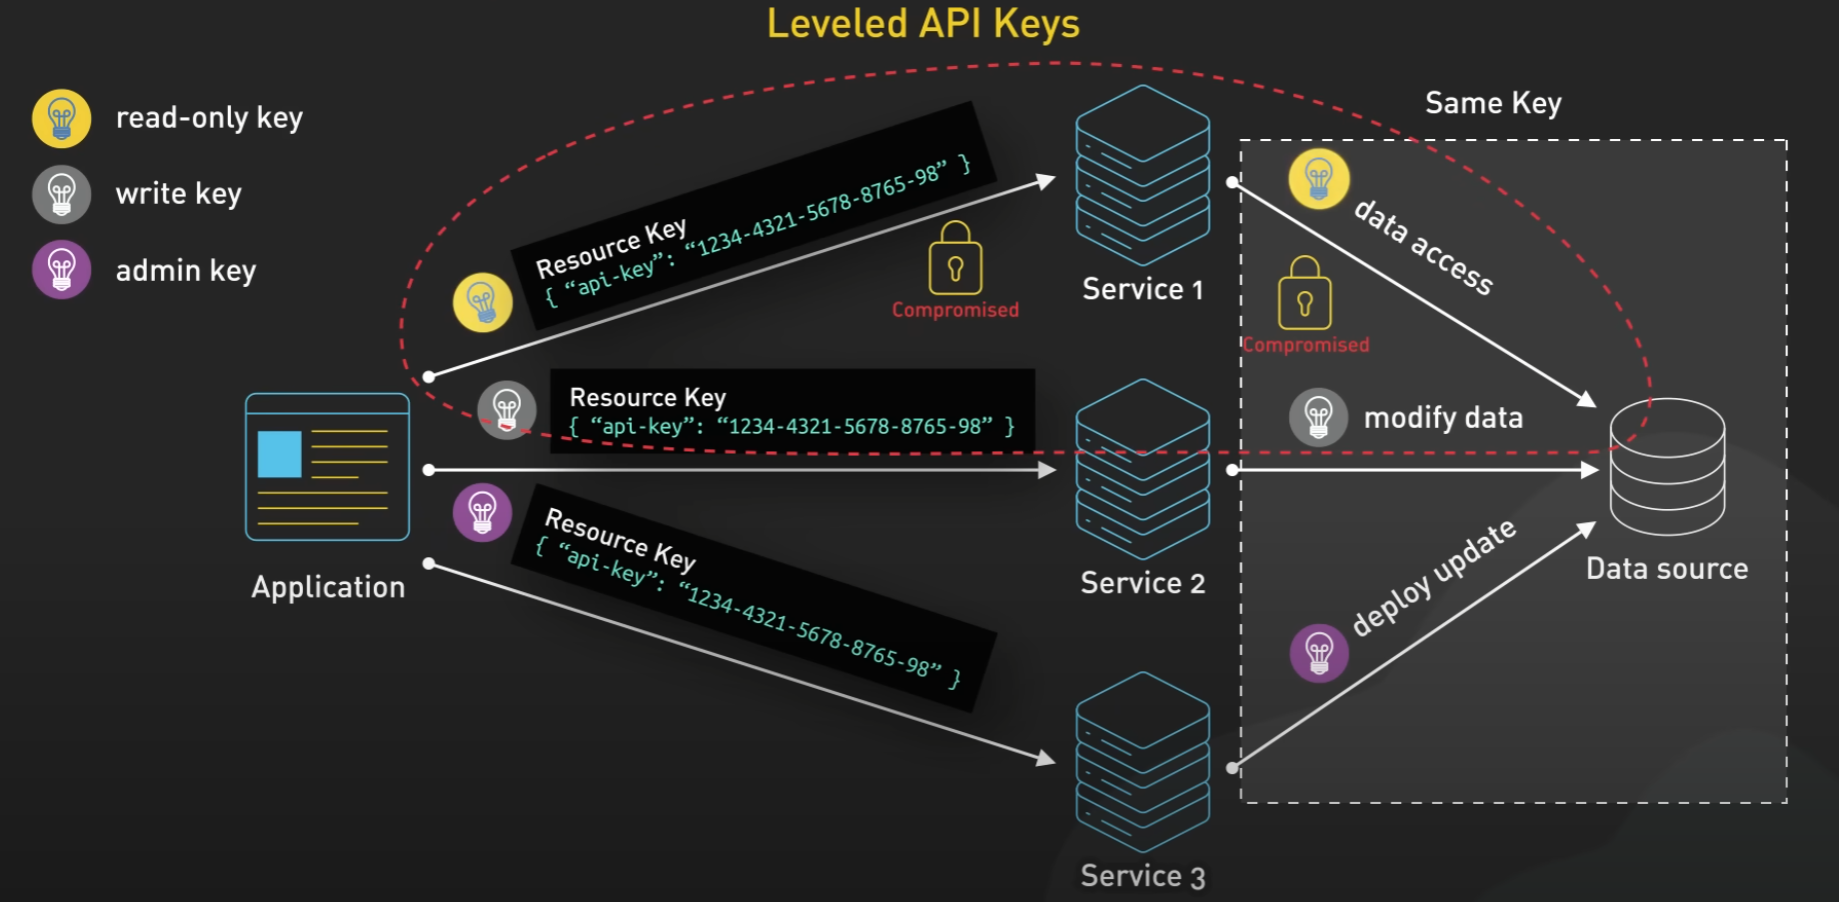 Leveled API Keys
read-only key
write key
admin key
Same Key
Resource Key
{ “api-key”: “1234-4321-5678-8765-98” }
Compromised
Service 1
data access
Compromised
Resource Key
{ “api-key”: “1234-4321-5678-8765-98” }
modify data
Service 2
Application
Resource Key
{ “api-key”: “1234-4321-5678-8765-98” }
deploy update
Data source
Service 3